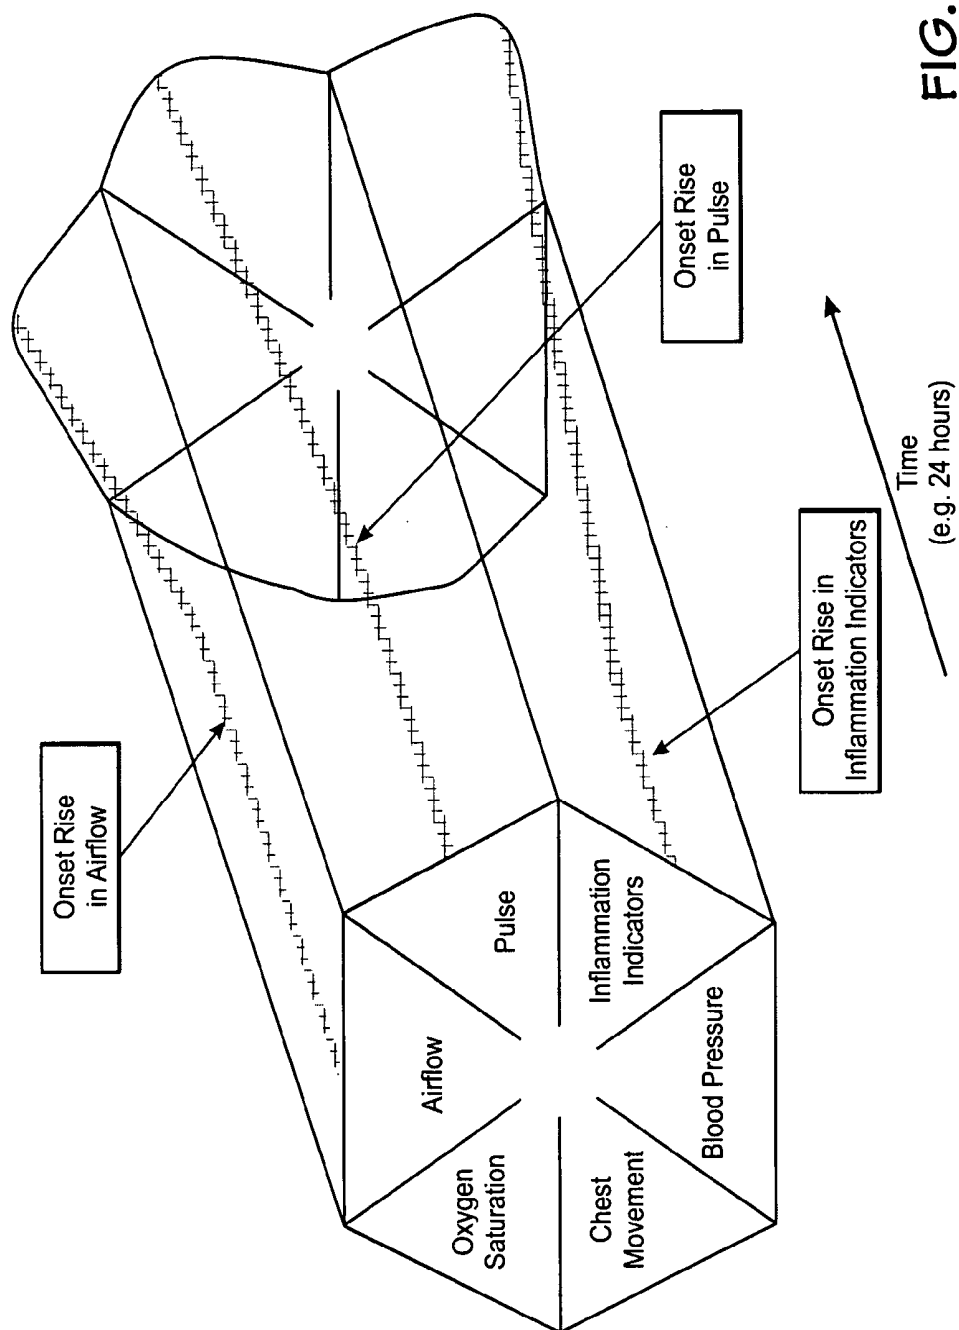 Onset Rise
in Airflow
Onset Rise
in Pulse
Onset Rise in
Inflammation Indicators
Oxygen
Saturation
Airflow
Pulse
Chest
Movement
Blood Pressure
Inflammation
Indicators
Time
(e.g. 24 hours)
FIG.